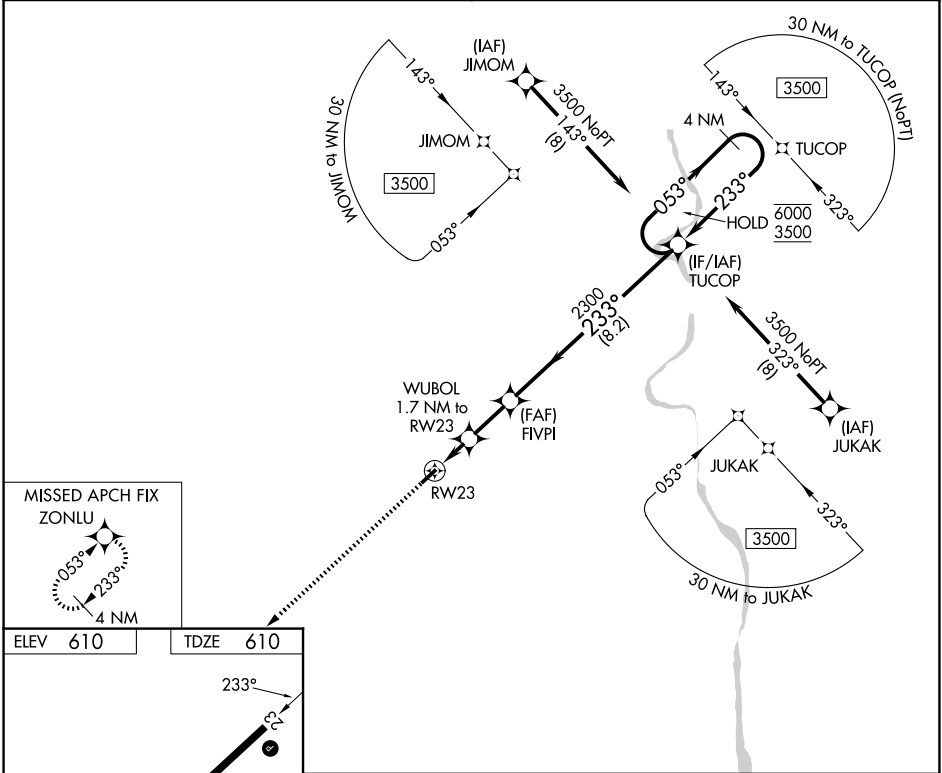 (IAF)
JIMOM
3500 NoPT
143°
(8)
30 NM to JIMOM
143°
JIMOM
3500
053°
30 NM to TUCOP (NoPT)
143°
3500
TUCOP
323°
4 NM
053°
233°
HOLD
6000
3500
(IF/IAF)
TUCOP
2300
233°
(8.2)
3500 NoPT
323°
(8)
(IAF)
JUKAK
WUBOL
1.7 NM to
RW23
(FAF)
FIVPI
RW23
JUKAK
053°
323°
3500
30 NM to JUKAK
MISSED APCH FIX
ZONLU
053°
233°
4 NM
ELEV 610
TDZE 610
233°
23
P